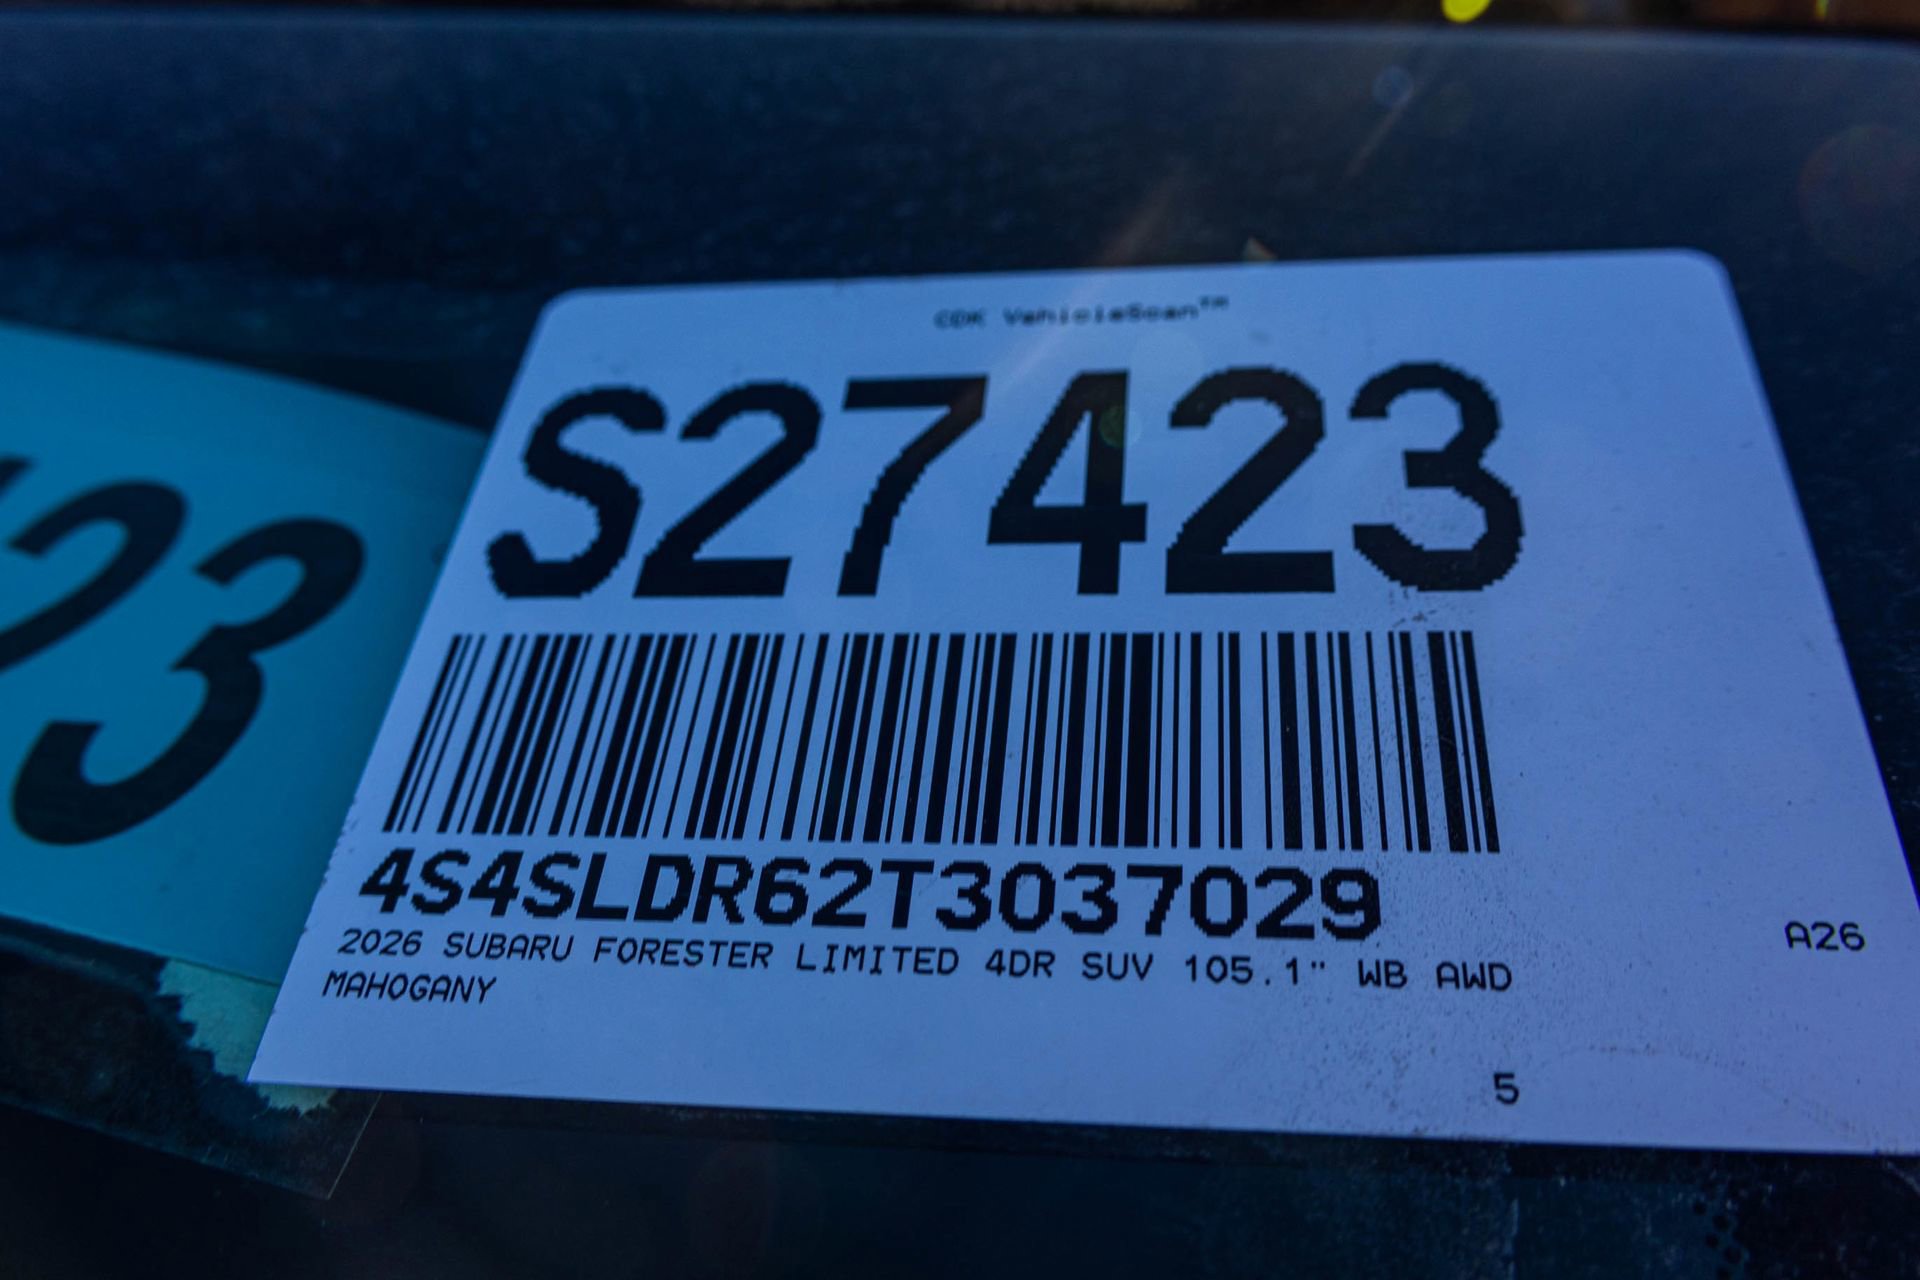 CDK VehicleScan™
S27423
23
4S4SLDR62T3037029
2026 SUBARU FORESTER LIMITED 4DR SUV 105.1" WB AWD
MAHOGANY
A26
5